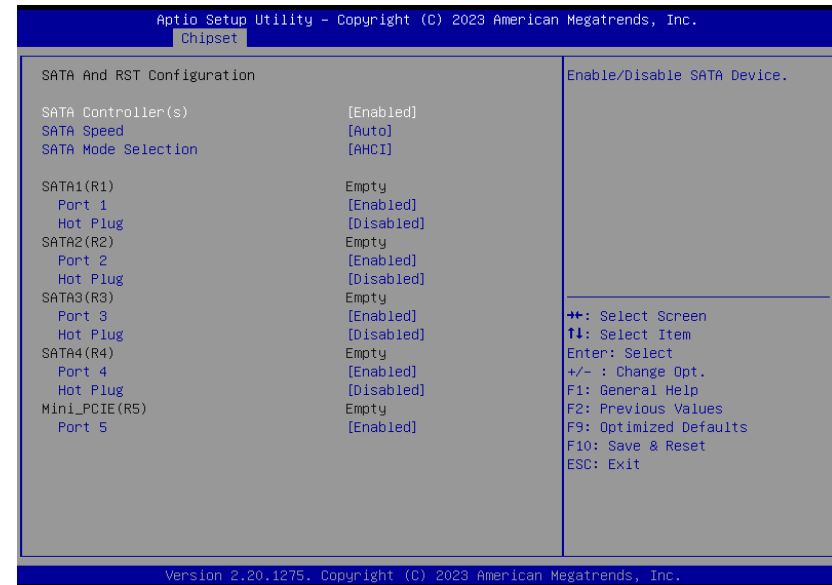 Aptio Setup Utility – Copyright (C) 2023 American Megatrends, Inc.
Chipset
SATA And RST Configuration
SATA Controller(s) [Enabled]
SATA Speed [Auto]
SATA Mode Selection [AHCI]
SATA1(R1) Empty
Port 1 [Enabled]
Hot Plug [Disabled]
SATA2(R2) Empty
Port 2 [Enabled]
Hot Plug [Disabled]
SATA3(R3) Empty
Port 3 [Enabled]
Hot Plug [Disabled]
SATA4(R4) Empty
Port 4 [Enabled]
Hot Plug [Disabled]
Mini_PCIE(R5) Empty
Port 5 [Enabled]
Enable/Disable SATA Device.
→←: Select Screen
↑↓: Select Item
Enter: Select
+/- : Change Opt.
F1: General Help
F2: Previous Values
F9: Optimized Defaults
F10: Save & Reset
ESC: Exit
Version 2.20.1275. Copyright (C) 2023 American Megatrends, Inc.